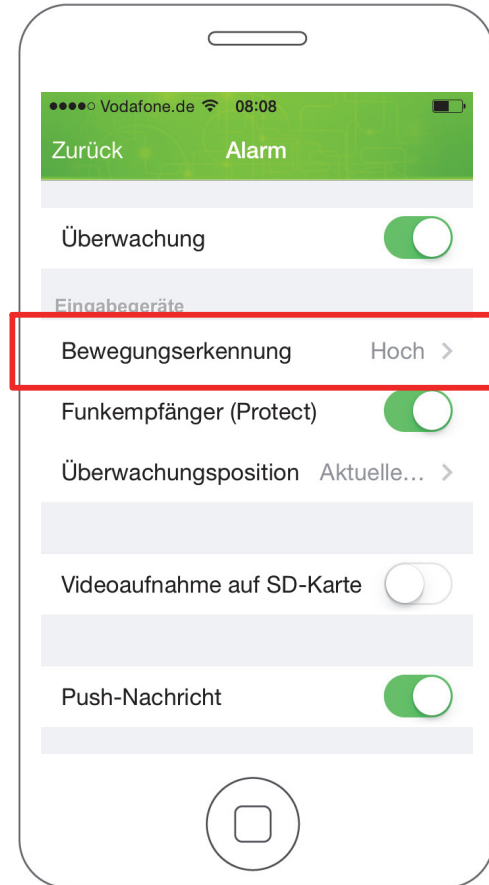 Vodafone.de 08:08
Zurück Alarm
Überwachung
Eingabegeräte
Bewegungserkennung Hoch >
Funkempfänger (Protect)
Überwachungsposition Aktuelle... >
Videoaufnahme auf SD-Karte
Push-Nachricht